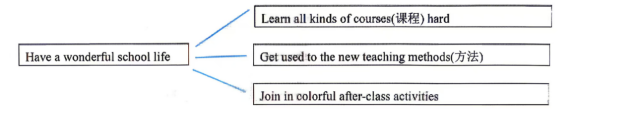 Learn all kinds of courses(课程) hard
Have a wonderful school life
Get used to the new teaching methods(方法)
Join in colorful after-class activities